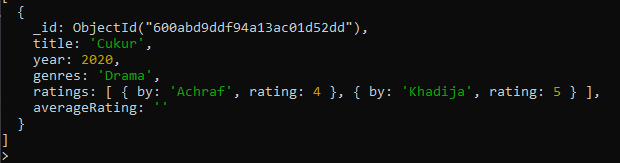 {
_id: ObjectId("600abd9ddf94a13ac01d52dd"),
title: 'Cukur',
year: 2020,
genres: 'Drama',
ratings: [ { by: 'Achraf', rating: 4 }, { by: 'Khadija', rating: 5 } ],
averageRating: ''
}
]
>